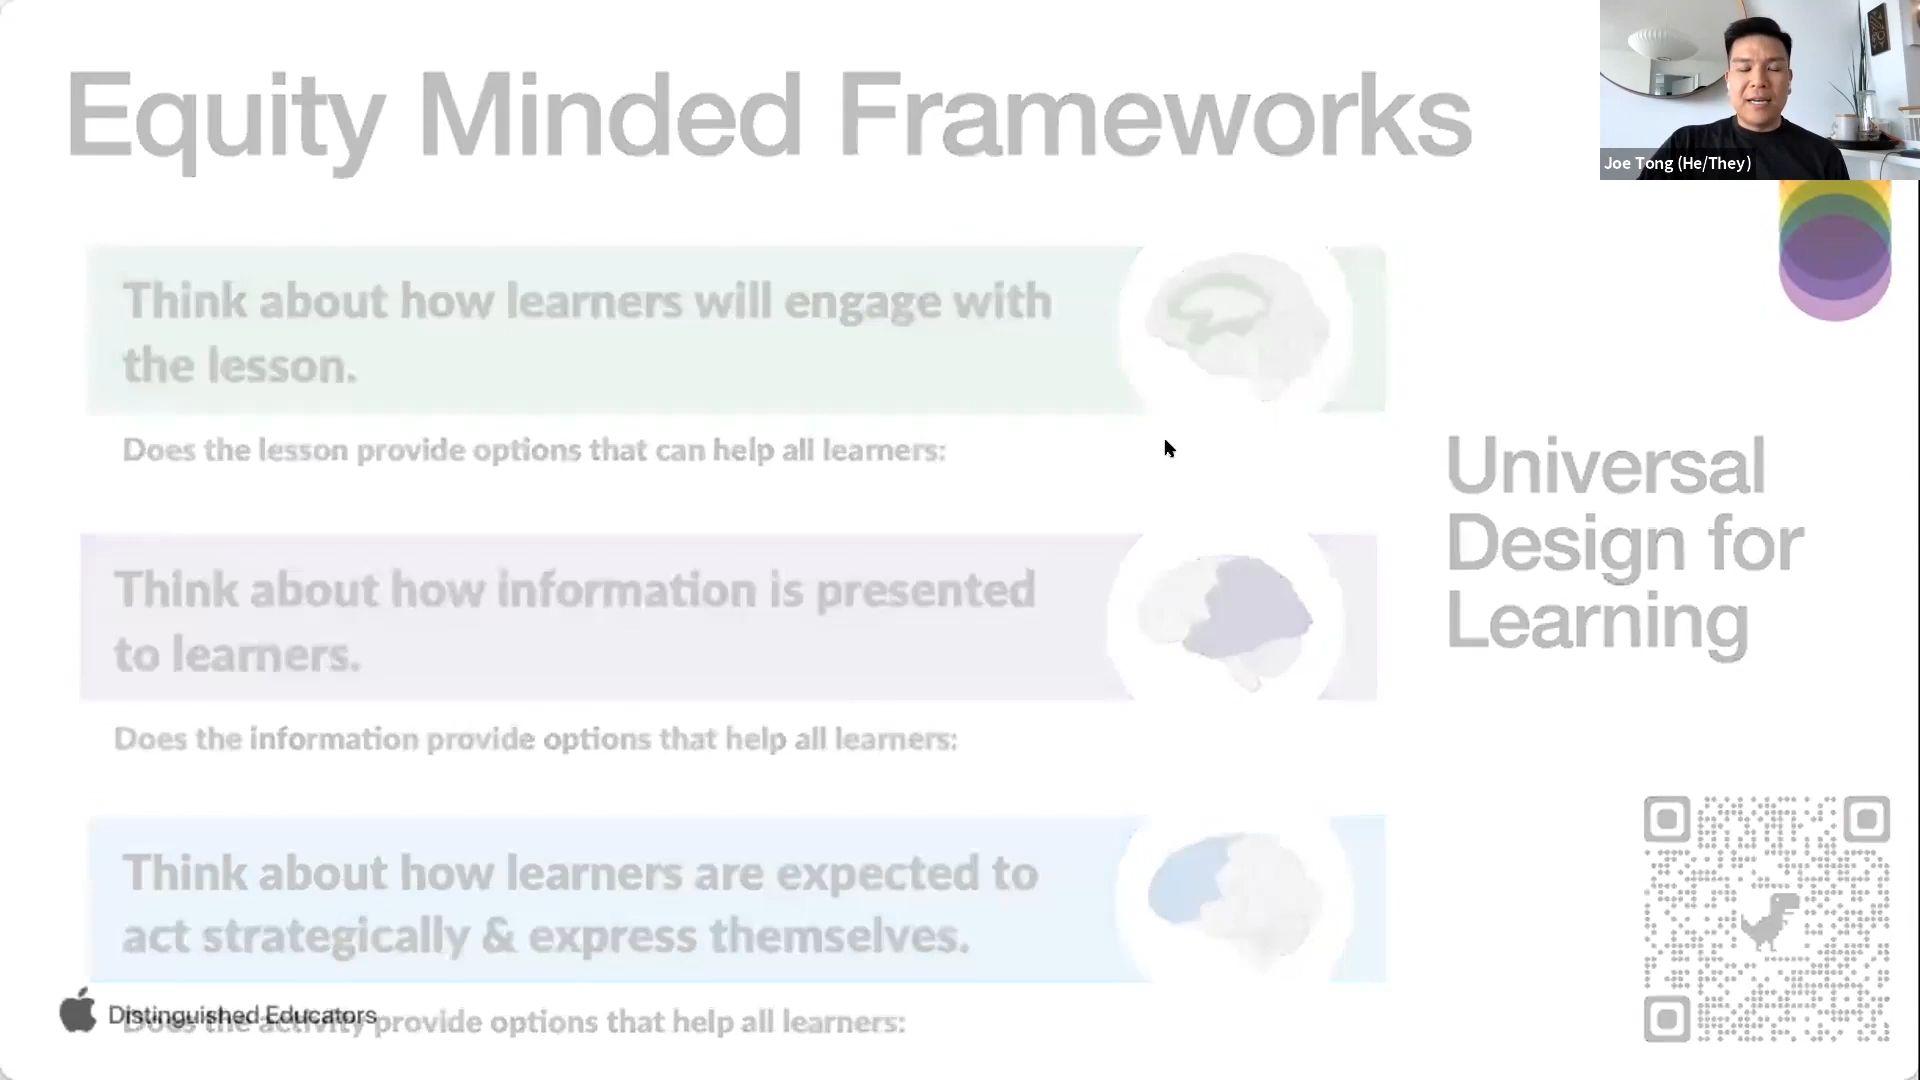 Equity Minded Frameworks
Joe Tong (He/They)
Think about how learners will engage with
the lesson.
Does the lesson provide options that can help all learners:
Universal
Design for
Learning
Think about how information is presented
to learners.
Does the information provide options that help all learners:
Think about how learners are expected to
act strategically & express themselves.
Distinguished Educators
Does the activity provide options that help all learners: